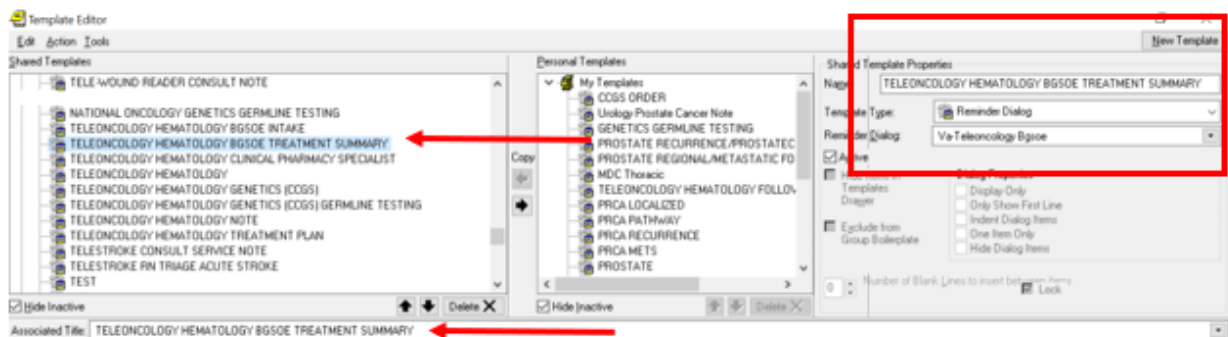 Template Editor
Edit Action Tools
New Template
Shared Templates
TELE-WOUND READER CONSULT NOTE
NATIONAL ONCOLOGY GENETICS GERMLINE TESTING
TELEONCOLOGY HEMATOLOGY BGSOE INTAKE
TELEONCOLOGY HEMATOLOGY BGSOE TREATMENT SUMMARY
TELEONCOLOGY HEMATOLOGY CLINICAL PHARMACY SPECIALIST
TELEONCOLOGY HEMATOLOGY
TELEONCOLOGY HEMATOLOGY GENETICS (CCGS)
TELEONCOLOGY HEMATOLOGY GENETICS (CCGS) GERMLINE TESTING
TELEONCOLOGY HEMATOLOGY NOTE
TELEONCOLOGY HEMATOLOGY TREATMENT PLAN
TELESTROKE CONSULT SERVICE NOTE
TELESTROKE RN TRIAGE ACUTE STROKE
TEST
Hide Inactive
Delete
Copy
Personal Templates
My Templates
CCGS ORDER
Urology Prostate Cancer Note
GENETICS GERMLINE TESTING
PROSTATE RECURRENCE/PROSTATEC
PROSTATE REGIONAL/METASTATIC FO
MDC Thoracic
TELEONCOLOGY HEMATOLOGY FOLLOV
PRCA LOCALIZED
PRCA PATHWAY
PRCA RECURRENCE
PRCA METS
PROSTATE
Hide Inactive
Delete
Shared Template Properties
Name: TELEONCOLOGY HEMATOLOGY BGSOE TREATMENT SUMMARY
Template Type: Reminder Dialog
Reminder Dialog: Va-Teleoncology Bgsoe
Active
Hide Items in
Templates
Drawer
Exclude from
Group Boilerplate
Dialog Properties
Display Only
Only Show First Line
Indent Dialog Items
One Item Only
Hide Dialog Items
0 Number of Blank Lines to insert between items
Lock
Associated Title: TELEONCOLOGY HEMATOLOGY BGSOE TREATMENT SUMMARY